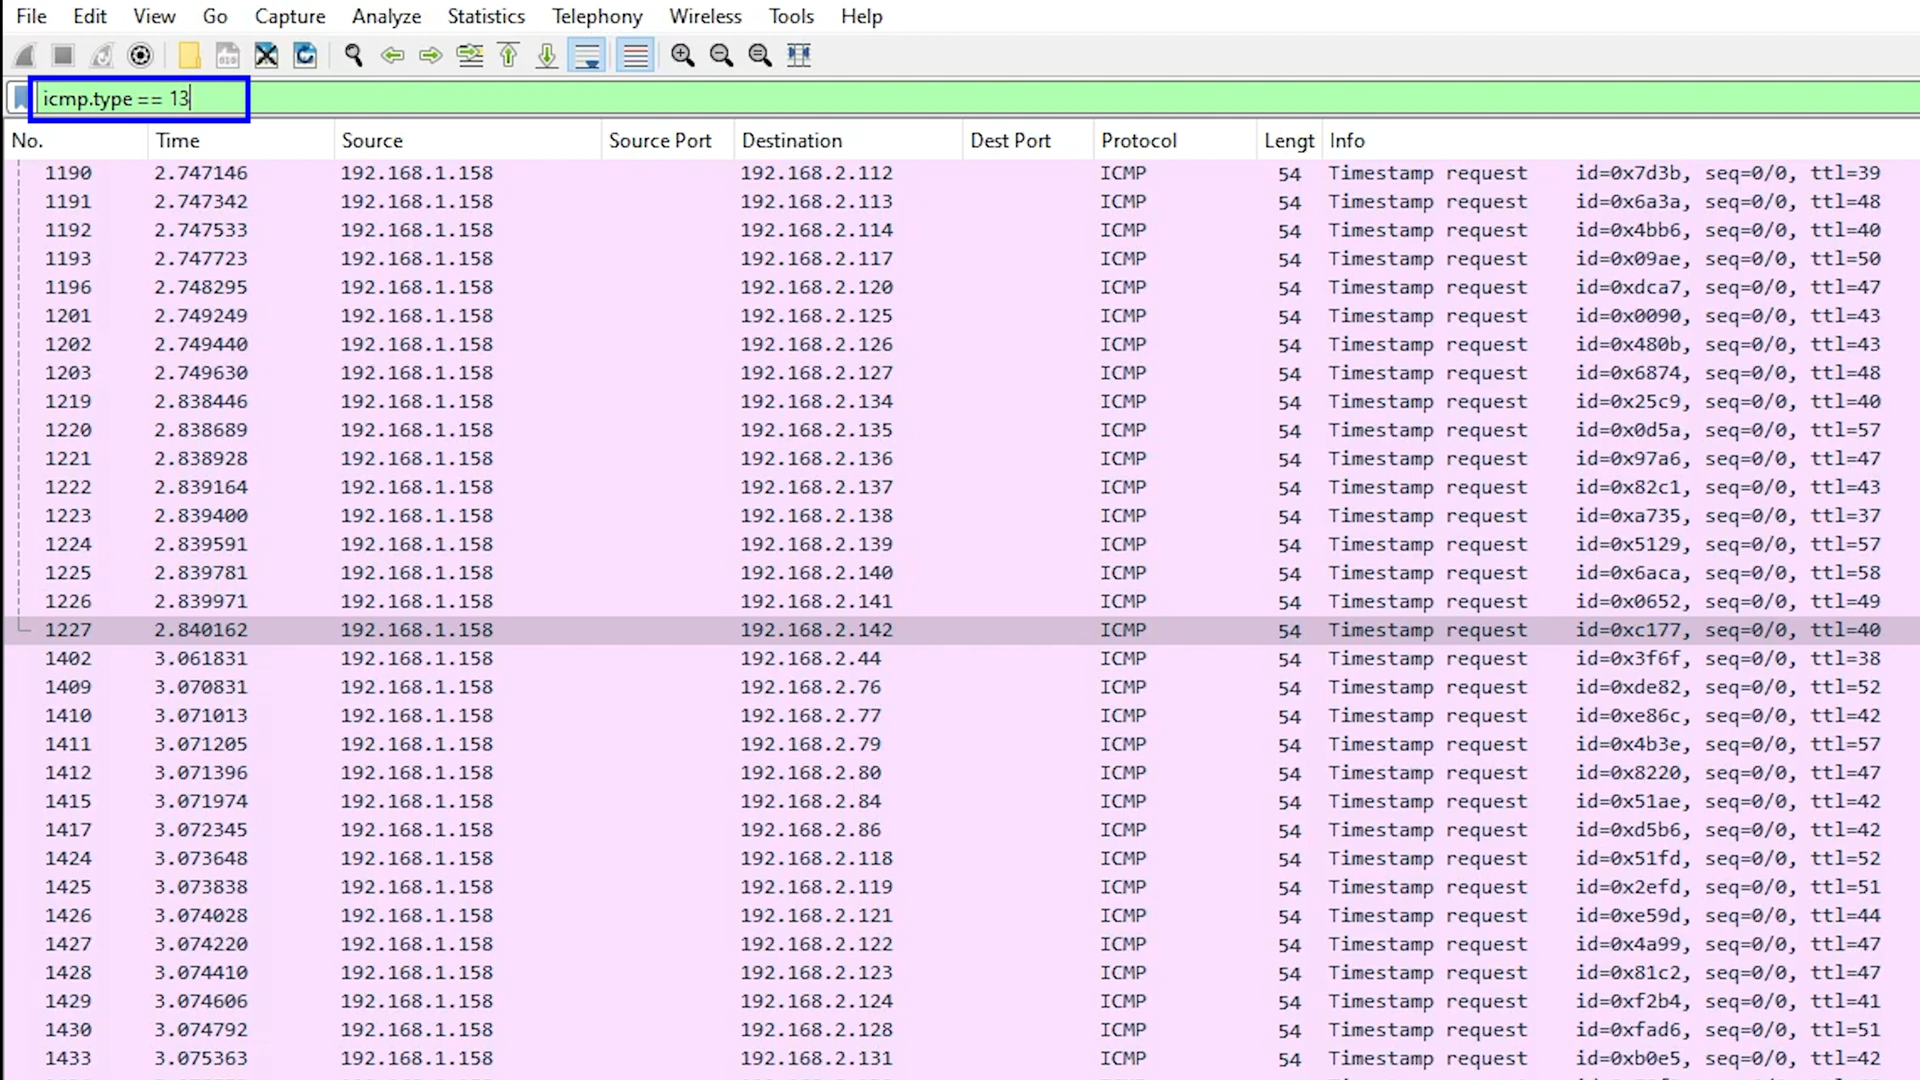 File Edit View Go Capture Analyze Statistics Telephony Wireless Tools Help
icmp.type == 13
No. Time Source Source Port Destination Dest Port Protocol Lengt Info
1190 2.747146 192.168.1.158 192.168.2.112 ICMP 54 Timestamp request id=0x7d3b, seq=0/0, ttl=39
1191 2.747342 192.168.1.158 192.168.2.113 ICMP 54 Timestamp request id=0x6a3a, seq=0/0, ttl=48
1192 2.747533 192.168.1.158 192.168.2.114 ICMP 54 Timestamp request id=0x4bb6, seq=0/0, ttl=40
1193 2.747723 192.168.1.158 192.168.2.117 ICMP 54 Timestamp request id=0x09ae, seq=0/0, ttl=50
1196 2.748295 192.168.1.158 192.168.2.120 ICMP 54 Timestamp request id=0xdca7, seq=0/0, ttl=47
1201 2.749249 192.168.1.158 192.168.2.125 ICMP 54 Timestamp request id=0x0090, seq=0/0, ttl=43
1202 2.749440 192.168.1.158 192.168.2.126 ICMP 54 Timestamp request id=0x480b, seq=0/0, ttl=43
1203 2.749630 192.168.1.158 192.168.2.127 ICMP 54 Timestamp request id=0x6874, seq=0/0, ttl=48
1219 2.838446 192.168.1.158 192.168.2.134 ICMP 54 Timestamp request id=0x25c9, seq=0/0, ttl=40
1220 2.838689 192.168.1.158 192.168.2.135 ICMP 54 Timestamp request id=0x0d5a, seq=0/0, ttl=57
1221 2.838928 192.168.1.158 192.168.2.136 ICMP 54 Timestamp request id=0x97a6, seq=0/0, ttl=47
1222 2.839164 192.168.1.158 192.168.2.137 ICMP 54 Timestamp request id=0x82c1, seq=0/0, ttl=43
1223 2.839400 192.168.1.158 192.168.2.138 ICMP 54 Timestamp request id=0xa735, seq=0/0, ttl=37
1224 2.839591 192.168.1.158 192.168.2.139 ICMP 54 Timestamp request id=0x5129, seq=0/0, ttl=57
1225 2.839781 192.168.1.158 192.168.2.140 ICMP 54 Timestamp request id=0x6aca, seq=0/0, ttl=58
1226 2.839971 192.168.1.158 192.168.2.141 ICMP 54 Timestamp request id=0x0652, seq=0/0, ttl=49
1227 2.840162 192.168.1.158 192.168.2.142 ICMP 54 Timestamp request id=0xc177, seq=0/0, ttl=40
1402 3.061831 192.168.1.158 192.168.2.44 ICMP 54 Timestamp request id=0x3f6f, seq=0/0, ttl=38
1409 3.070831 192.168.1.158 192.168.2.76 ICMP 54 Timestamp request id=0xde82, seq=0/0, ttl=52
1410 3.071013 192.168.1.158 192.168.2.77 ICMP 54 Timestamp request id=0xe86c, seq=0/0, ttl=42
1411 3.071205 192.168.1.158 192.168.2.79 ICMP 54 Timestamp request id=0x4b3e, seq=0/0, ttl=57
1412 3.071396 192.168.1.158 192.168.2.80 ICMP 54 Timestamp request id=0x8220, seq=0/0, ttl=47
1415 3.071974 192.168.1.158 192.168.2.84 ICMP 54 Timestamp request id=0x51ae, seq=0/0, ttl=42
1417 3.072345 192.168.1.158 192.168.2.86 ICMP 54 Timestamp request id=0xd5b6, seq=0/0, ttl=42
1424 3.073648 192.168.1.158 192.168.2.118 ICMP 54 Timestamp request id=0x51fd, seq=0/0, ttl=52
1425 3.073838 192.168.1.158 192.168.2.119 ICMP 54 Timestamp request id=0x2efd, seq=0/0, ttl=51
1426 3.074028 192.168.1.158 192.168.2.121 ICMP 54 Timestamp request id=0xe59d, seq=0/0, ttl=44
1427 3.074220 192.168.1.158 192.168.2.122 ICMP 54 Timestamp request id=0x4a99, seq=0/0, ttl=47
1428 3.074410 192.168.1.158 192.168.2.123 ICMP 54 Timestamp request id=0x81c2, seq=0/0, ttl=47
1429 3.074606 192.168.1.158 192.168.2.124 ICMP 54 Timestamp request id=0xf2b4, seq=0/0, ttl=41
1430 3.074792 192.168.1.158 192.168.2.128 ICMP 54 Timestamp request id=0xfad6, seq=0/0, ttl=51
1433 3.075363 192.168.1.158 192.168.2.131 ICMP 54 Timestamp request id=0xb0e5, seq=0/0, ttl=42